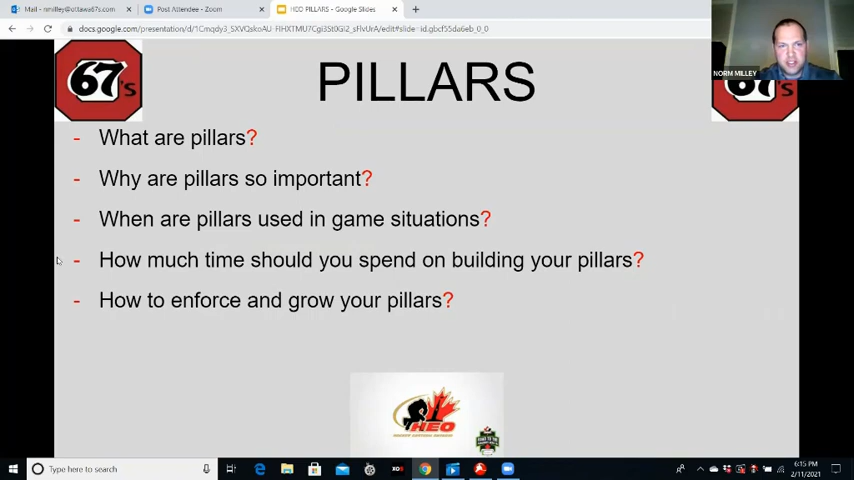 Mail - nmilley@ottawa67s.com
Post Attendee - Zoom
HEO PILLARS - Google Slides
67's
PILLARS
NORM MILLEY
- What are pillars?
- Why are pillars so important?
- When are pillars used in game situations?
- How much time should you spend on building your pillars?
- How to enforce and grow your pillars?
HEO
Type here to search
6:15 PM
2/11/2021